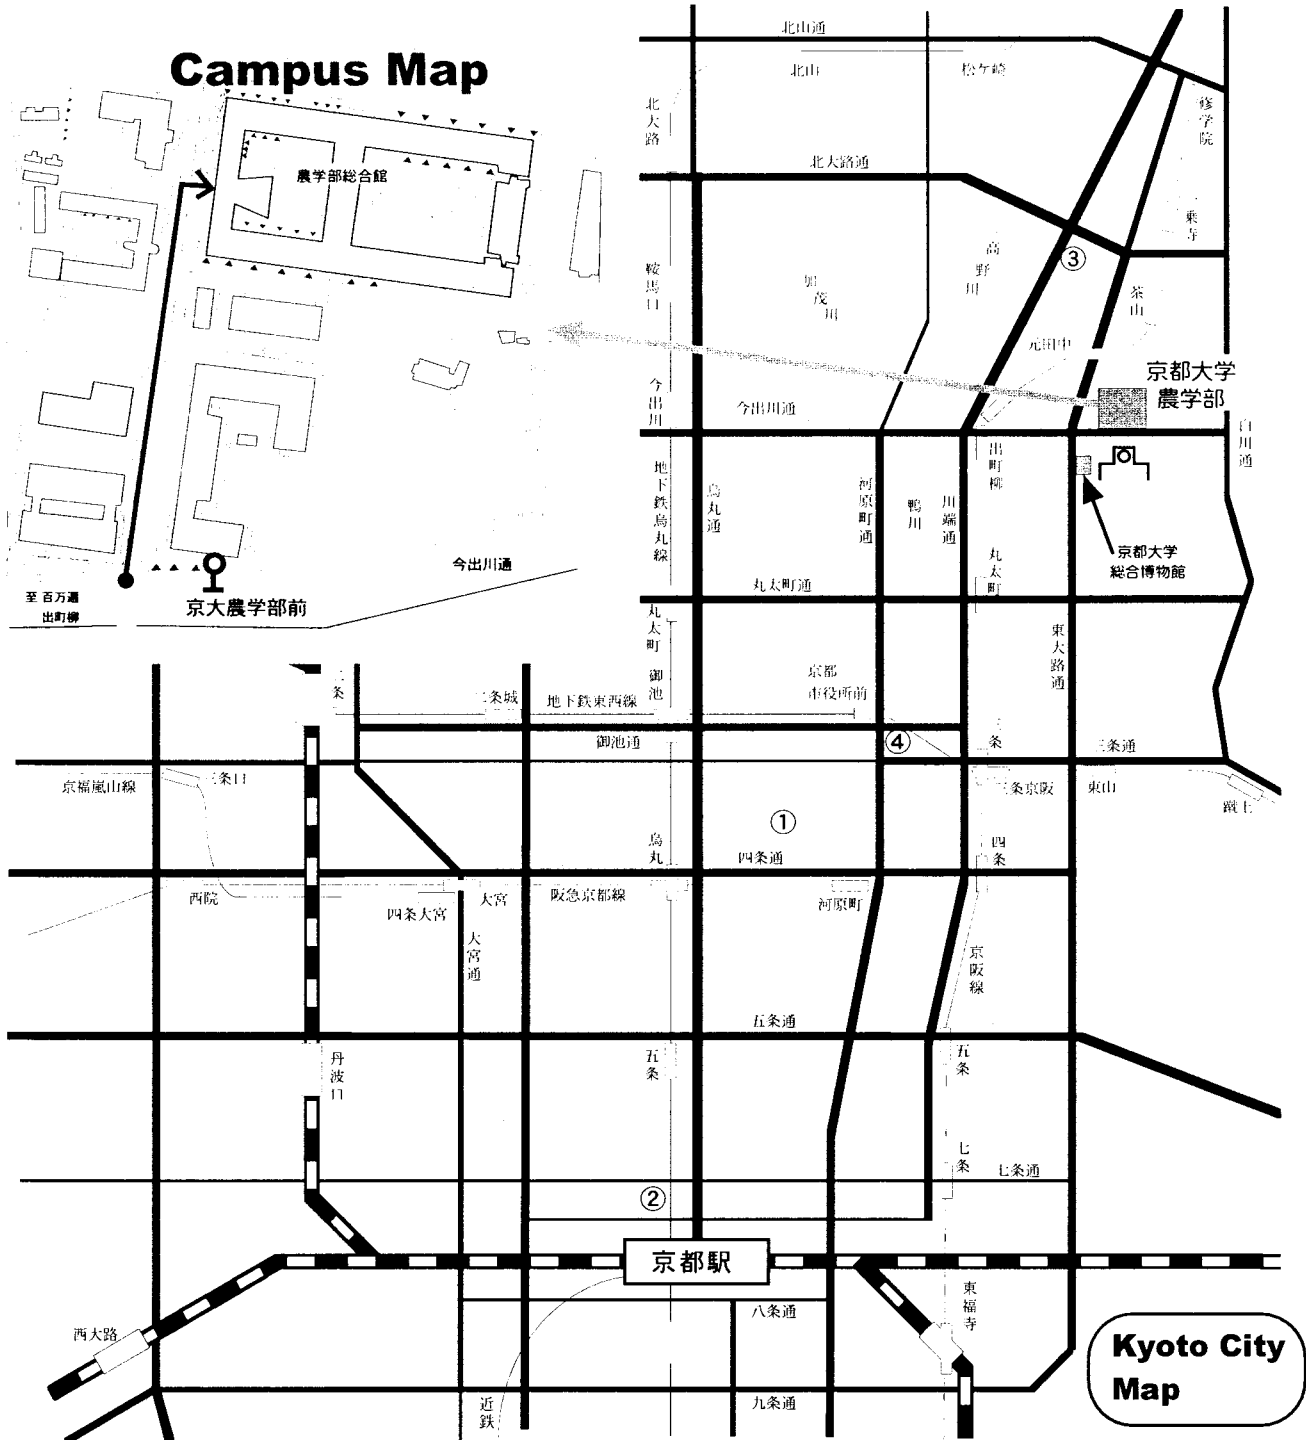 Campus Map
農学部総合館
今出川通
京大農学部前
至 百万遍
出町柳
北山通
北山
松ケ崎
北大路
修学院
北大路通
一乗寺
鞍馬口
加茂川
高野川
③
茶山
元田中
京都大学
農学部
今出川
今出川通
白川通
出町柳
地下鉄烏丸線
烏丸通
河原町通
鴨川
川端通
京都大学
総合博物館
丸太町
丸太町通
丸太町
東大路通
御池
京都
市役所前
二条
二条城
地下鉄東西線
御池通
④
三条
三条通
京福嵐山線
三条口
三条京阪
東山
蹴上
①
烏丸
四条通
四条
西院
四条大宮
大宮
阪急京都線
河原町
大宮通
京阪線
五条通
丹波口
五条
五条
七条
七条通
②
京都駅
東福寺
八条通
西大路
近鉄
九条通
Kyoto City
Map